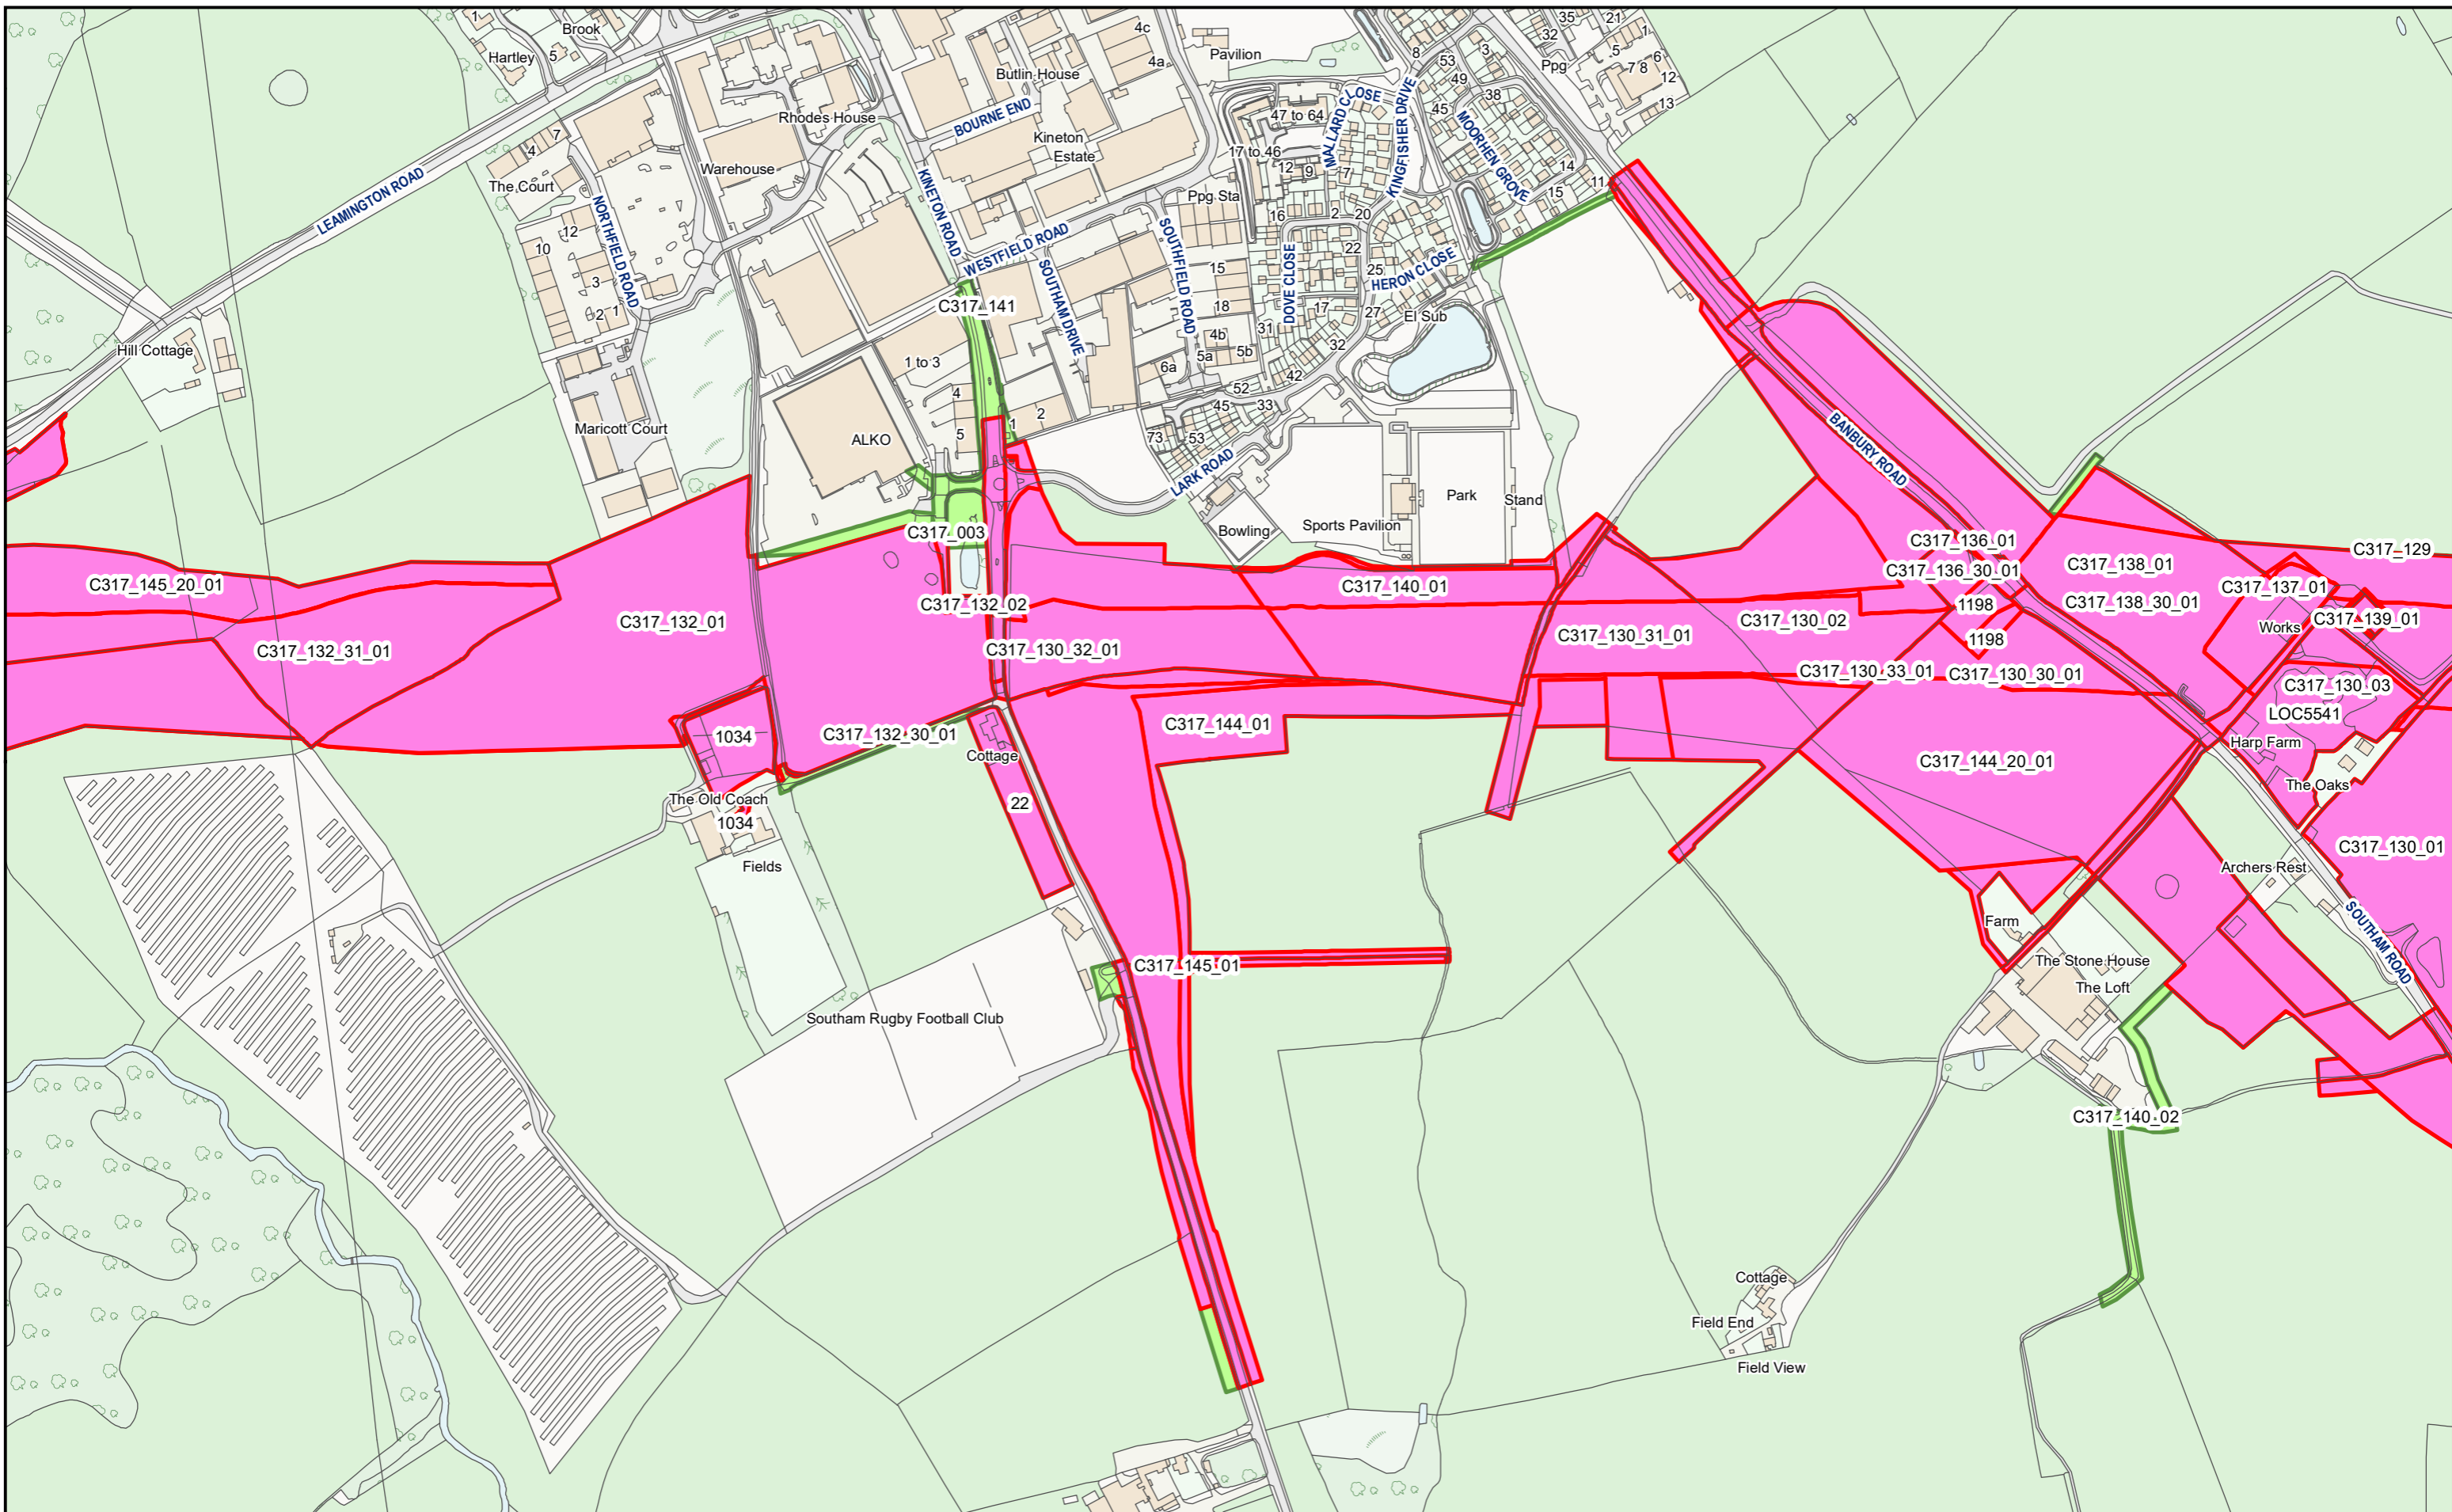 1
Brook
Hartley
5
4c
4a
Pavilion
Butlin House
Rhodes House
BOURNE END
Kineton
Estate
7
4
The Court
Warehouse
LEAMINGTON ROAD
NORTHFIELD ROAD
KINETON ROAD
WESTFIELD ROAD
SOUTHAM DRIVE
SOUTHFIELD ROAD
Ppg Sta
10
12
3
2
1
Hill Cottage
Maricott Court
ALKO
1 to 3
4
5
2
1
C317_141
15
18
4b
5b
5a
6a
47 to 64
17 to 46
12
9
7
MALLARD CLOSE
KINGFISHER DRIVE
MOORHEN GROVE
8
53
3
49
38
45
14
15
11
35
21
32
1
5
6
7
8
12
13
Ppg
16
2
20
22
25
HERON CLOSE
DOVE CLOSE
17
27
El Sub
31
32
42
52
45
33
73
53
LARK ROAD
Bowling
Sports Pavilion
Park
Stand
BANBURY ROAD
C317_003
C317_145_20_01
C317_132_31_01
C317_132_01
C317_132_02
C317_130_32_01
C317_140_01
C317_130_31_01
C317_130_02
C317_136_01
C317_136_30_01
1198
1198
C317_138_01
C317_138_30_01
C317_129
C317_137_01
C317_139_01
Works
C317_130_33_01
C317_130_30_01
C317_130_03
LOC5541
Harp Farm
The Oaks
C317_144_01
C317_144_20_01
C317_132_30_01
1034
Cottage
22
The Old Coach
1034
Fields
C317_130_01
Archers Rest
SOUTHAM ROAD
Farm
The Stone House
The Loft
C317_145_01
Southam Rugby Football Club
C317_140_02
Cottage
Field End
Field View